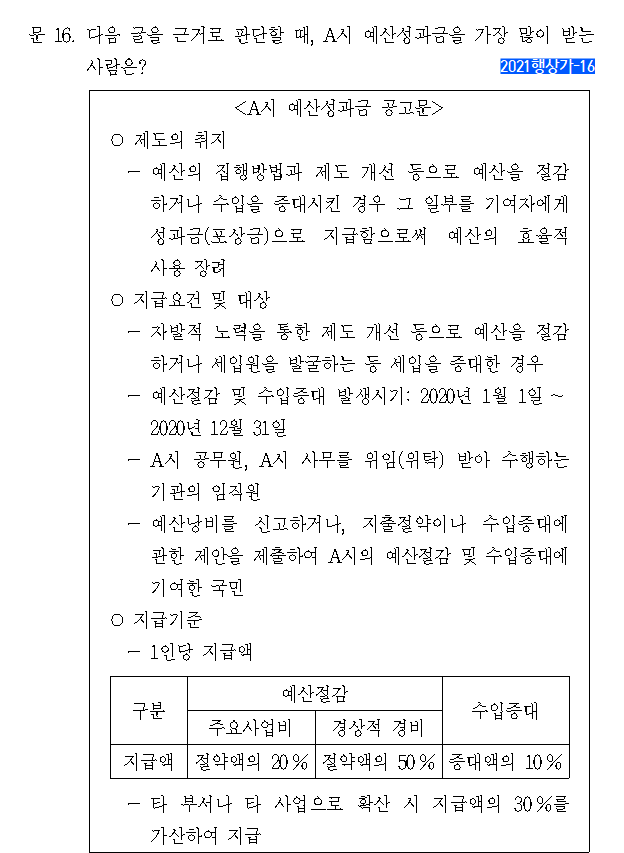 문 16. 다음 글을 근거로 판단할 때, A시 예산성과금을 가장 많이 받는
사람은?
2021행상가-16
<A시 예산성과금 공고문>
○ 제도의 취지
－ 예산의 집행방법과 제도 개선 등으로 예산을 절감
하거나 수입을 증대시킨 경우 그 일부를 기여자에게
성과금(포상금)으로 지급함으로써 예산의 효율적
사용 장려
○ 지급요건 및 대상
－ 자발적 노력을 통한 제도 개선 등으로 예산을 절감
하거나 세입원을 발굴하는 등 세입을 증대한 경우
－ 예산절감 및 수입증대 발생시기: 2020년 1월 1일 ~
2020년 12월 31일
－ A시 공무원, A시 사무를 위임(위탁) 받아 수행하는
기관의 임직원
－ 예산낭비를 신고하거나, 지출절약이나 수입증대에
관한 제안을 제출하여 A시의 예산절감 및 수입증대에
기여한 국민
○ 지급기준
－ 1인당 지급액
구분 예산절감 수입증대
주요사업비 경상적 경비
지급액 절약액의 20% 절약액의 50% 증대액의 10%
－ 타 부서나 타 사업으로 확산 시 지급액의 30%를
가산하여 지급